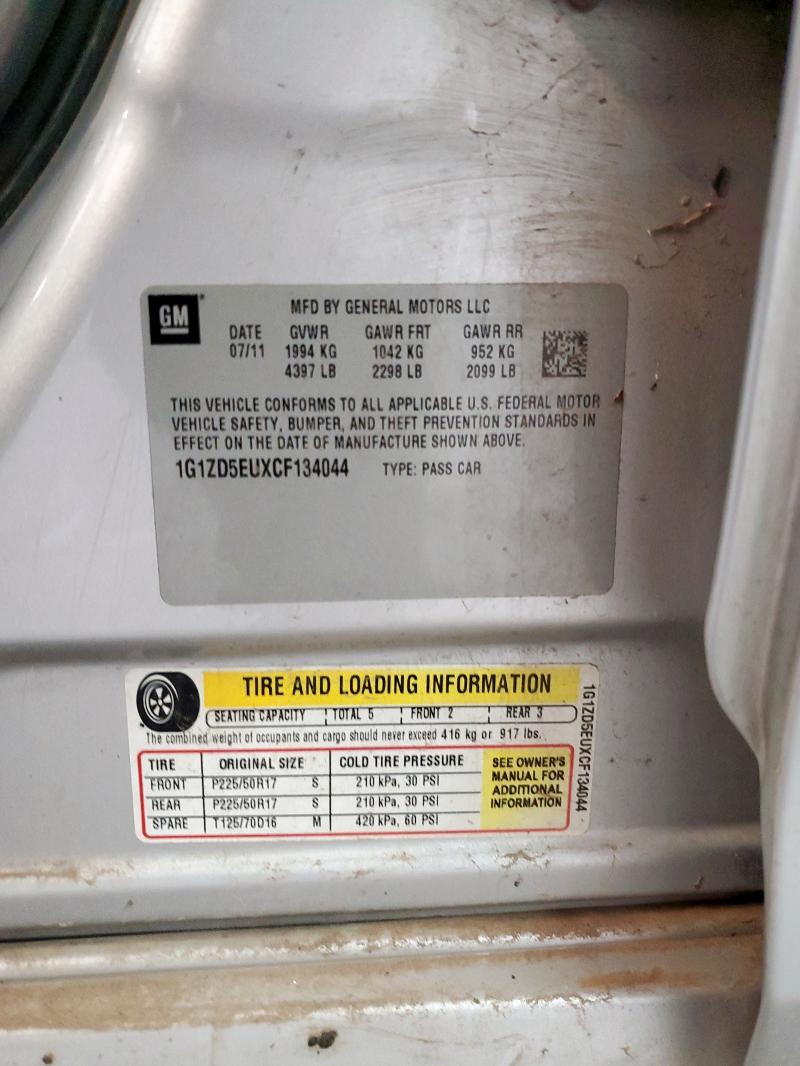 GM
MFD BY GENERAL MOTORS LLC
DATE GVWR GAWR FRT GAWR RR
07/11 1994 KG 1042 KG 952 KG
4397 LB 2298 LB 2099 LB
THIS VEHICLE CONFORMS TO ALL APPLICABLE U.S. FEDERAL MOTOR
VEHICLE SAFETY, BUMPER, AND THEFT PREVENTION STANDARDS IN
EFFECT ON THE DATE OF MANUFACTURE SHOWN ABOVE.
1G1ZD5EUXCF134044 TYPE: PASS CAR
TIRE AND LOADING INFORMATION
SEATING CAPACITY TOTAL 5 FRONT 2 REAR 3
The combined weight of occupants and cargo should never exceed 416 kg or 917 lbs.
TIRE ORIGINAL SIZE COLD TIRE PRESSURE
FRONT P225/50R17 S 210 kPa, 30 PSI
REAR P225/50R17 S 210 kPa, 30 PSI
SPARE T125/70D16 M 420 kPa, 60 PSI
SEE OWNER'S
MANUAL FOR
ADDITIONAL
INFORMATION
1G1ZD5EUXCF134044